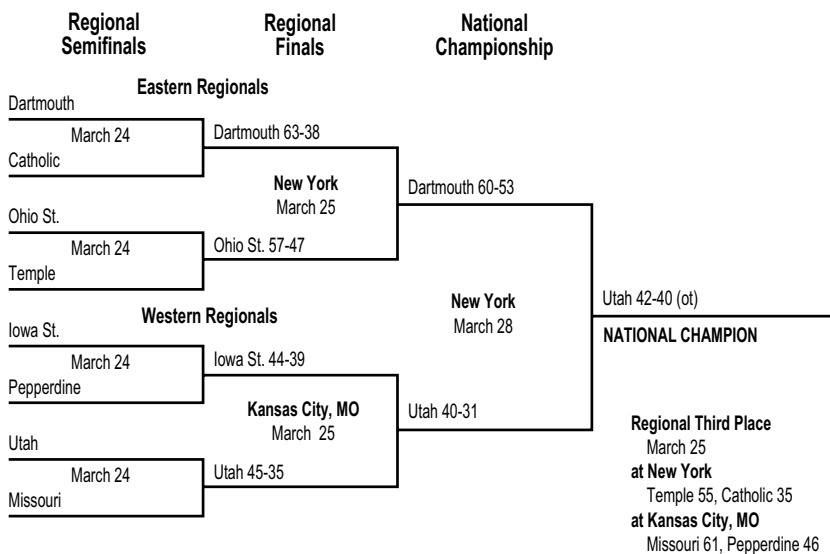 Regional
Semifinals
Regional
Finals
National
Championship
Eastern Regionals
Dartmouth
March 24
Catholic
Dartmouth 63-38
New York
March 25
Dartmouth 60-53
Ohio St.
March 24
Temple
Ohio St. 57-47
Western Regionals
New York
March 28
Utah 42-40 (ot)
NATIONAL CHAMPION
Iowa St.
March 24
Pepperdine
Iowa St. 44-39
Kansas City, MO
March 25
Utah 40-31
Utah
March 24
Missouri
Utah 45-35
Regional Third Place
March 25
at New York
Temple 55, Catholic 35
at Kansas City, MO
Missouri 61, Pepperdine 46